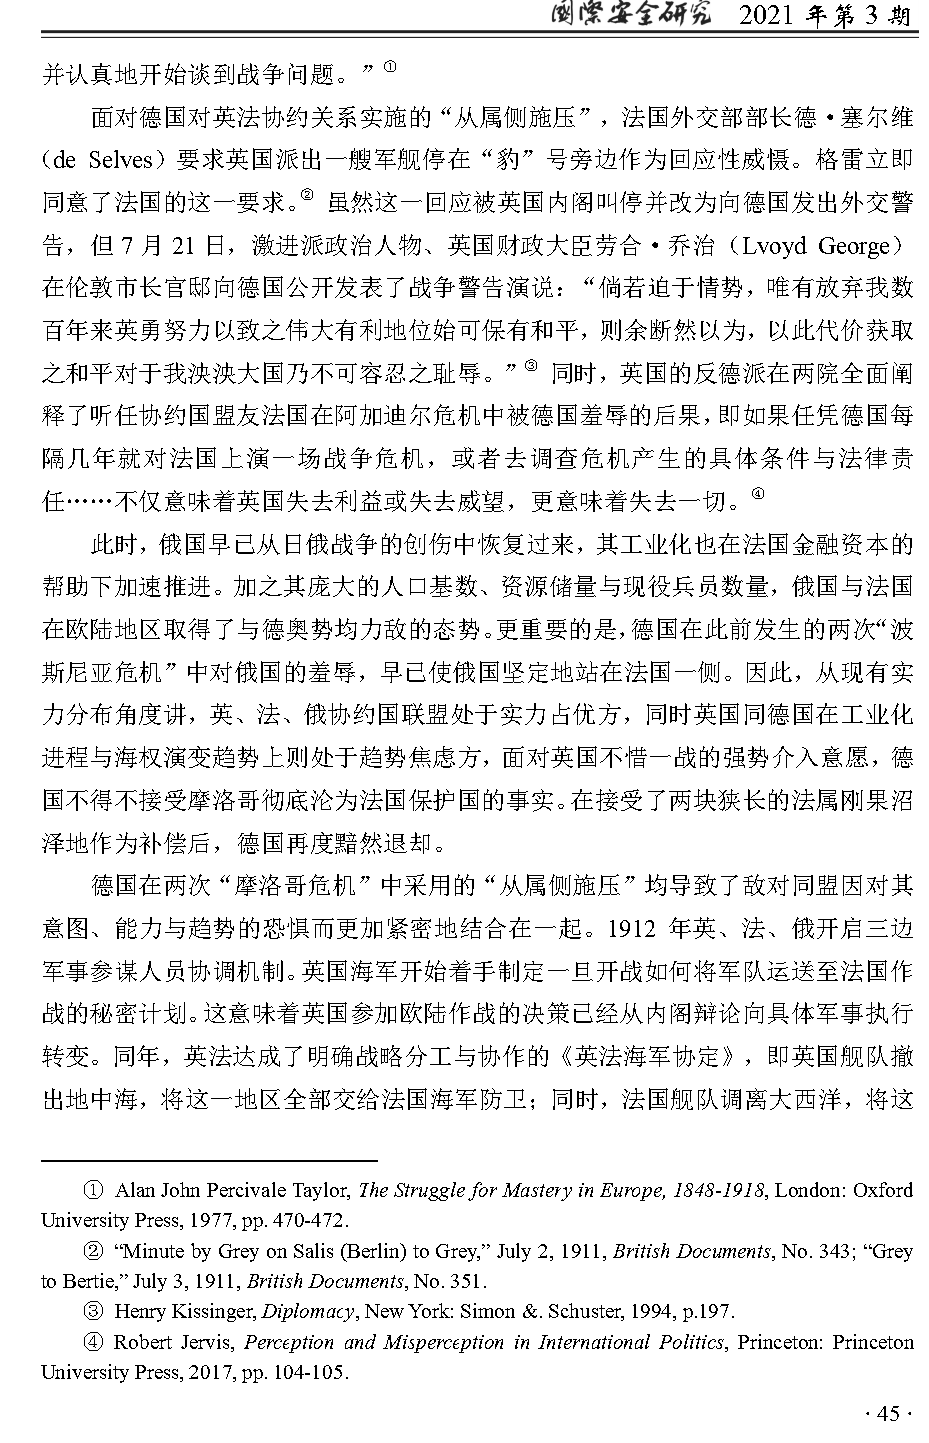 国际安全研究 2021 年第 3 期
并认真地开始谈到战争问题。”①
面对德国对英法协约关系实施的“从属侧施压”，法国外交部部长德·塞尔维
（de Selves）要求英国派出一艘军舰停在“豹”号旁边作为回应性威慑。格雷立即
同意了法国的这一要求。② 虽然这一回应被英国内阁叫停并改为向德国发出外交警
告，但 7 月 21 日，激进派政治人物、英国财政大臣劳合·乔治（Lvoyd George）
在伦敦市长官邸向德国公开发表了战争警告演说：“倘若迫于情势，唯有放弃我数
百年来英勇努力以致之伟大有利地位始可保有和平，则余断然以为，以此代价获取
之和平对于我泱泱大国乃不可容忍之耻辱。”③ 同时，英国的反德派在两院全面阐
释了听任协约国盟友法国在阿加迪尔危机中被德国羞辱的后果，即如果任凭德国每
隔几年就对法国上演一场战争危机，或者去调查危机产生的具体条件与法律责
任……不仅意味着英国失去利益或失去威望，更意味着失去一切。④
此时，俄国早已从日俄战争的创伤中恢复过来，其工业化也在法国金融资本的
帮助下加速推进。加之其庞大的人口基数、资源储量与现役兵员数量，俄国与法国
在欧陆地区取得了与德奥势均力敌的态势。更重要的是，德国在此前发生的两次“波
斯尼亚危机”中对俄国的羞辱，早已使俄国坚定地站在法国一侧。因此，从现有实
力分布角度讲，英、法、俄协约国联盟处于实力占优方，同时英国同德国在工业化
进程与海权演变趋势上则处于趋势焦虑方，面对英国不惜一战的强势介入意愿，德
国不得不接受摩洛哥彻底沦为法国保护国的事实。在接受了两块狭长的法属刚果沼
泽地作为补偿后，德国再度黯然退却。
德国在两次“摩洛哥危机”中采用的“从属侧施压”均导致了敌对同盟因对其
意图、能力与趋势的恐惧而更加紧密地结合在一起。1912 年英、法、俄开启三边
军事参谋人员协调机制。英国海军开始着手制定一旦开战如何将军队运送至法国作
战的秘密计划。这意味着英国参加欧陆作战的决策已经从内阁辩论向具体军事执行
转变。同年，英法达成了明确战略分工与协作的《英法海军协定》，即英国舰队撤
出地中海，将这一地区全部交给法国海军防卫；同时，法国舰队调离大西洋，将这
① Alan John Percivale Taylor, The Struggle for Mastery in Europe, 1848-1918, London: Oxford
University Press, 1977, pp. 470-472.
② “Minute by Grey on Salis (Berlin) to Grey,” July 2, 1911, British Documents, No. 343; “Grey
to Bertie,” July 3, 1911, British Documents, No. 351.
③ Henry Kissinger, Diplomacy, New York: Simon &. Schuster, 1994, p.197.
④ Robert Jervis, Perception and Misperception in International Politics, Princeton: Princeton
University Press, 2017, pp. 104-105.
· 45 ·